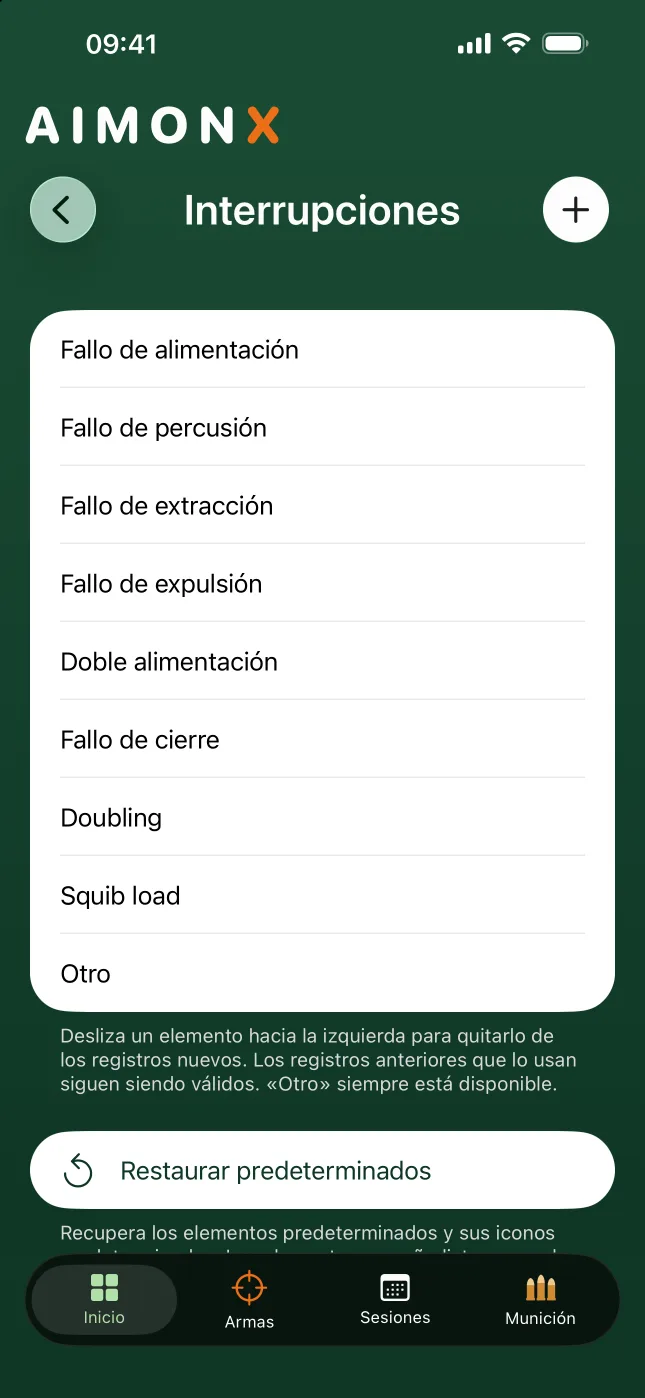 09:41
AIMONX
Interrupciones
Fallo de alimentación
Fallo de percusión
Fallo de extracción
Fallo de expulsión
Doble alimentación
Fallo de cierre
Doubling
Squib load
Otro
Desliza un elemento hacia la izquierda para quitarlo de
los registros nuevos. Los registros anteriores que lo usan
siguen siendo válidos. «Otro» siempre está disponible.
Restaurar predeterminados
Recupera los elementos predeterminados y sus iconos
Inicio
Armas
Sesiones
Munición